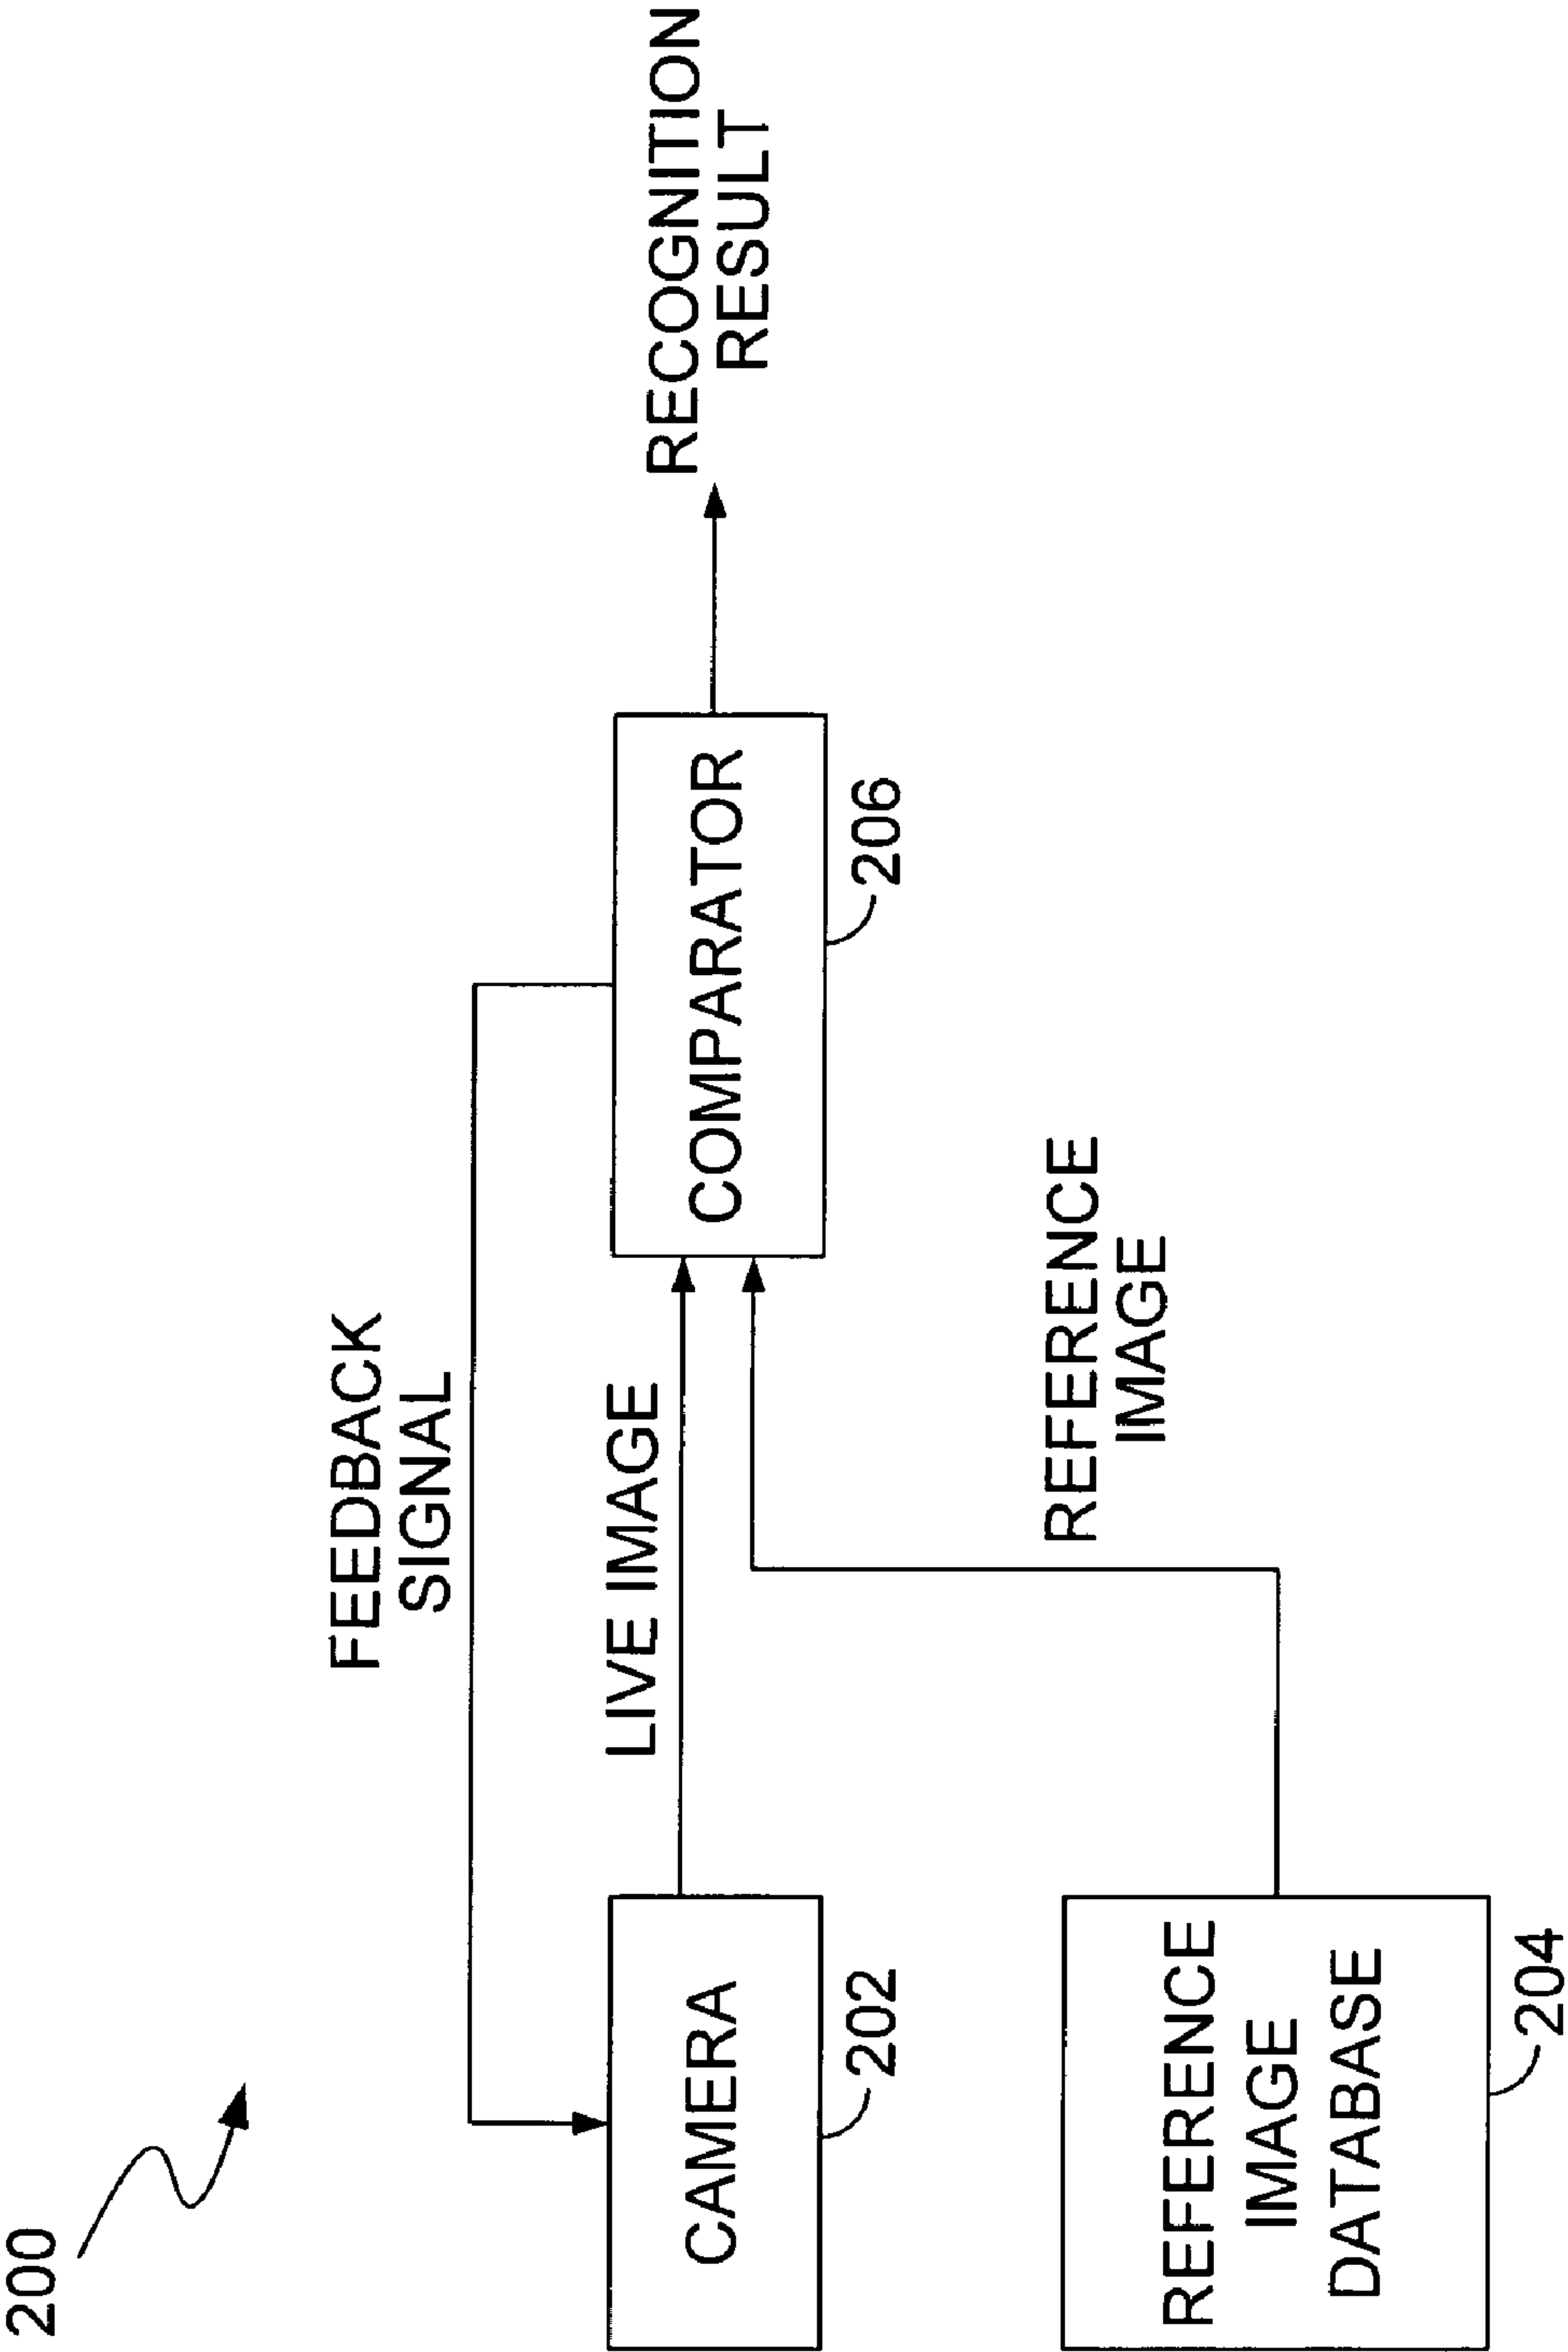 200
FEEDBACK
SIGNAL
CAMERA
202
LIVE IMAGE
COMPARATOR
206
RECOGNITION
RESULT
REFERENCE
IMAGE
REFERENCE
IMAGE
DATABASE
204